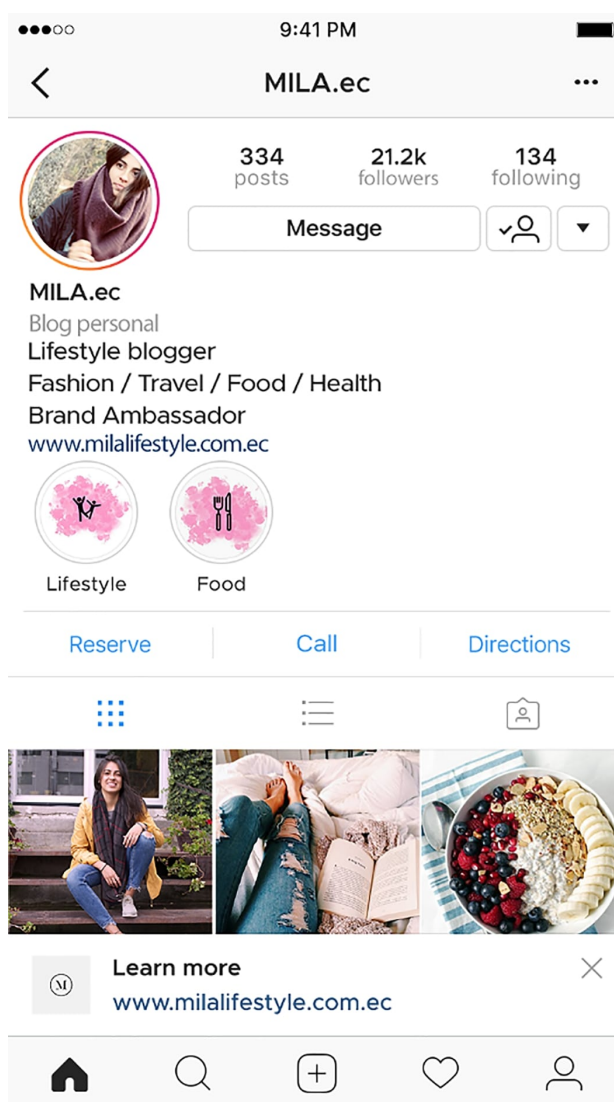 9:41 PM
MILA.ec
334 21.2k 134
posts followers following
Message
MILA.ec
Blog personal
Lifestyle blogger
Fashion / Travel / Food / Health
Brand Ambassador
www.milalifestyle.com.ec
Lifestyle Food
Reserve Call Directions
M
Learn more
www.milalifestyle.com.ec